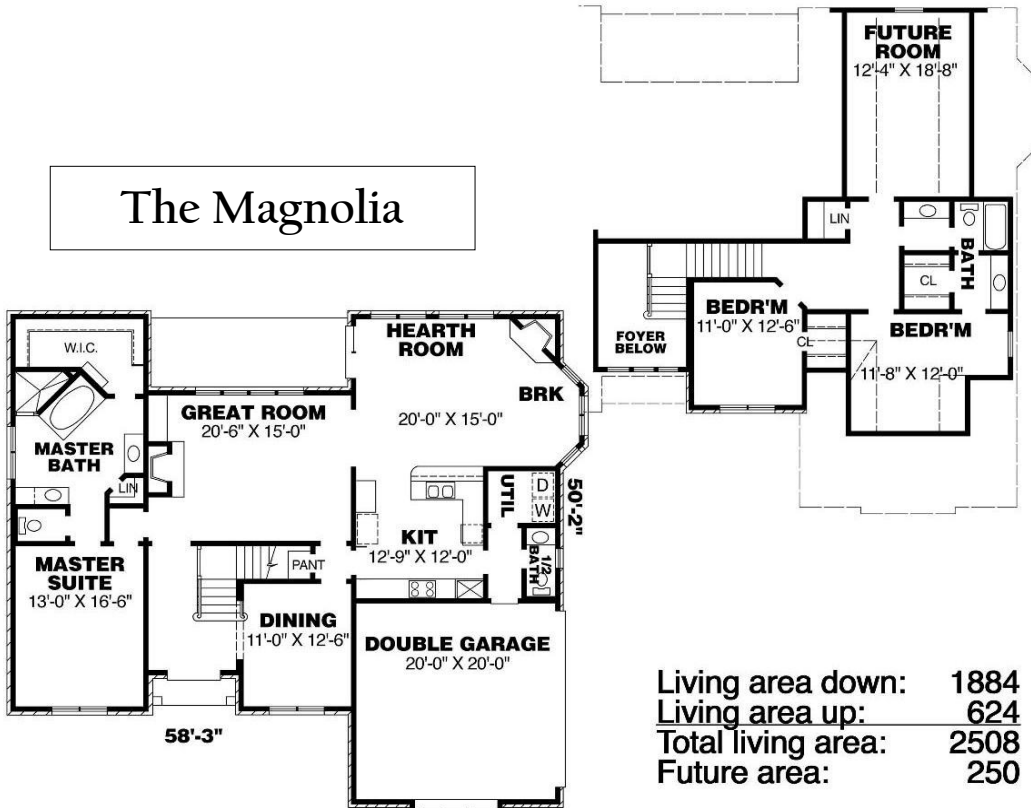 The Magnolia
FUTURE
ROOM
12'-4" X 18'-8"
LIN
BATH
CL
BEDR'M
11'-0" X 12'-6"
CL
BEDR'M
11'-8" X 12'-0"
FOYER
BELOW
W.I.C.
HEARTH
ROOM
20'-0" X 15'-0"
BRK
GREAT ROOM
20'-6" X 15'-0"
MASTER
BATH
LIN
UTIL
D
W
50'-2"
KIT
12'-9" X 12'-0"
1/2
BATH
PANT
MASTER
SUITE
13'-0" X 16'-6"
DINING
11'-0" X 12'-6"
DOUBLE GARAGE
20'-0" X 20'-0"
58'-3"
Living area down: 1884
Living area up: 624
Total living area: 2508
Future area: 250